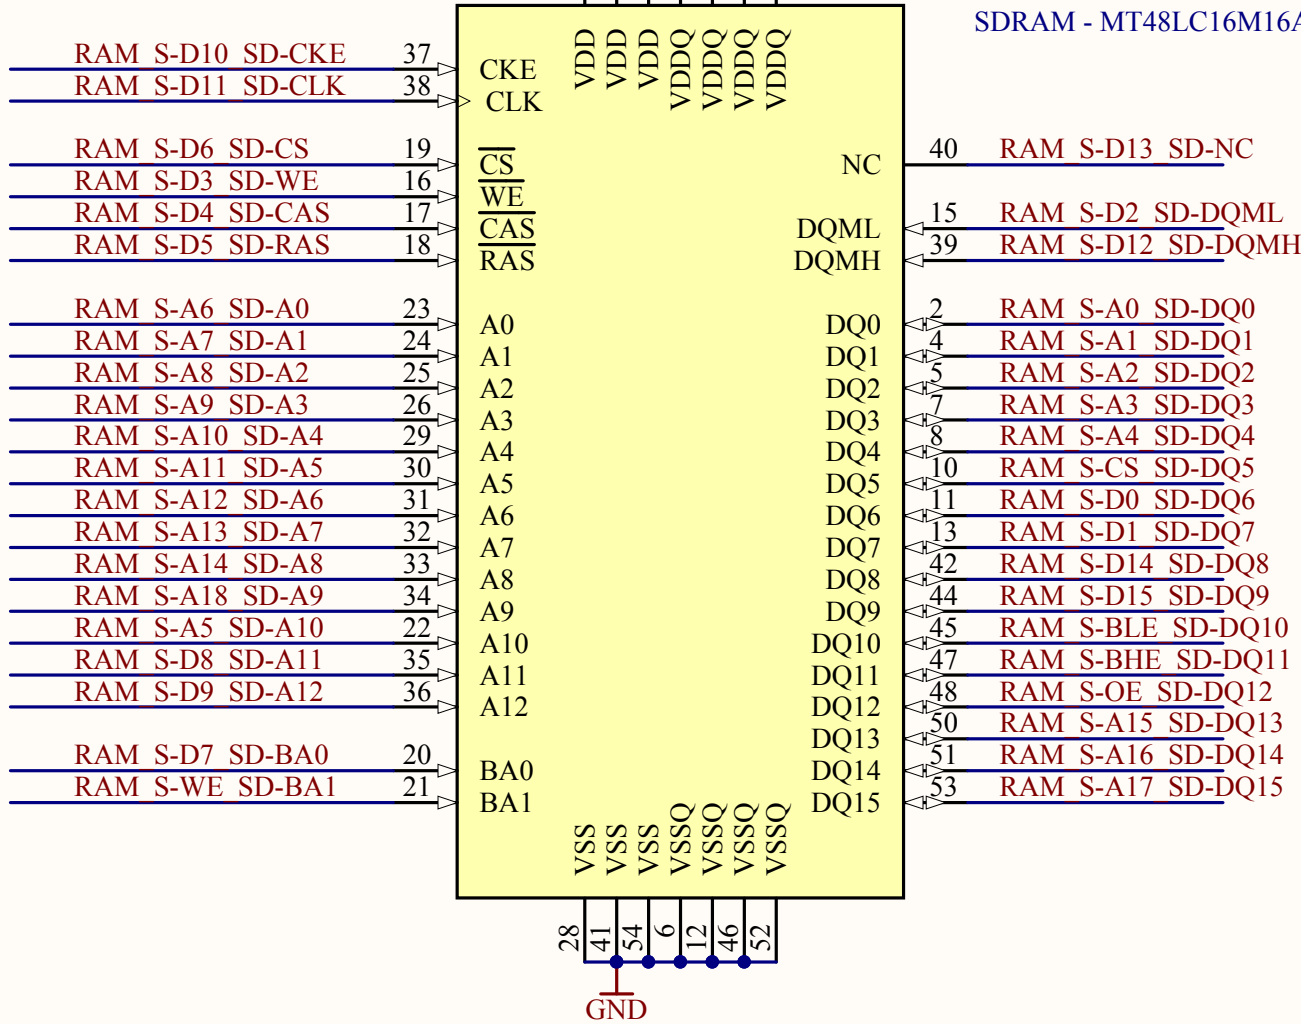 SDRAM - MT48LC16M16A
VDD VDD VDD VDDQ VDDQ VDDQ VDDQ
RAM_S-D10_SD-CKE 37 CKE
RAM_S-D11_SD-CLK 38 CLK
RAM_S-D6_SD-CS 19 CS NC 40 RAM_S-D13_SD-NC
RAM_S-D3_SD-WE 16 WE
RAM_S-D4_SD-CAS 17 CAS DQML 15 RAM_S-D2_SD-DQML
RAM_S-D5_SD-RAS 18 RAS DQMH 39 RAM_S-D12_SD-DQMH
RAM_S-A6_SD-A0 23 A0 DQ0 2 RAM_S-A0_SD-DQ0
RAM_S-A7_SD-A1 24 A1 DQ1 4 RAM_S-A1_SD-DQ1
RAM_S-A8_SD-A2 25 A2 DQ2 5 RAM_S-A2_SD-DQ2
RAM_S-A9_SD-A3 26 A3 DQ3 7 RAM_S-A3_SD-DQ3
RAM_S-A10_SD-A4 29 A4 DQ4 8 RAM_S-A4_SD-DQ4
RAM_S-A11_SD-A5 30 A5 DQ5 10 RAM_S-CS_SD-DQ5
RAM_S-A12_SD-A6 31 A6 DQ6 11 RAM_S-D0_SD-DQ6
RAM_S-A13_SD-A7 32 A7 DQ7 13 RAM_S-D1_SD-DQ7
RAM_S-A14_SD-A8 33 A8 DQ8 42 RAM_S-D14_SD-DQ8
RAM_S-A18_SD-A9 34 A9 DQ9 44 RAM_S-D15_SD-DQ9
RAM_S-A5_SD-A10 22 A10 DQ10 45 RAM_S-BLE_SD-DQ10
RAM_S-D8_SD-A11 35 A11 DQ11 47 RAM_S-BHE_SD-DQ11
RAM_S-D9_SD-A12 36 A12 DQ12 48 RAM_S-OE_SD-DQ12
DQ13 50 RAM_S-A15_SD-DQ13
RAM_S-D7_SD-BA0 20 BA0 DQ14 51 RAM_S-A16_SD-DQ14
RAM_S-WE_SD-BA1 21 BA1 DQ15 53 RAM_S-A17_SD-DQ15
VSS VSS VSS VSSQ VSSQ VSSQ VSSQ
28 41 54 6 12 46 52
GND